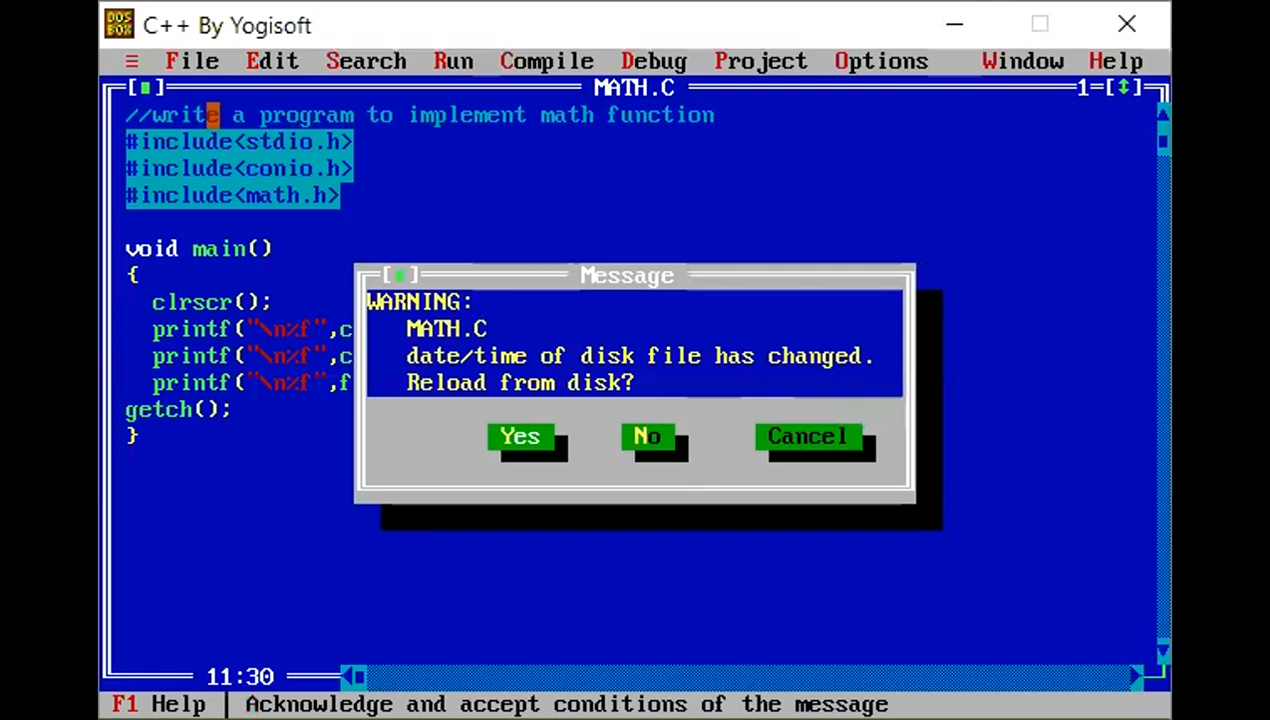 C++ By Yogisoft
≡ File Edit Search Run Compile Debug Project Options Window Help
MATH.C 1=[↕]
//write a program to implement math function
#include<stdio.h>
#include<conio.h>
#include<math.h>
void main()
{
clrscr();
printf("\n%f",c
printf("\n%f",c
printf("\n%f",f
getch();
}
Message
WARNING:
MATH.C
date/time of disk file has changed.
Reload from disk?
Yes No Cancel
11:30
F1 Help | Acknowledge and accept conditions of the message